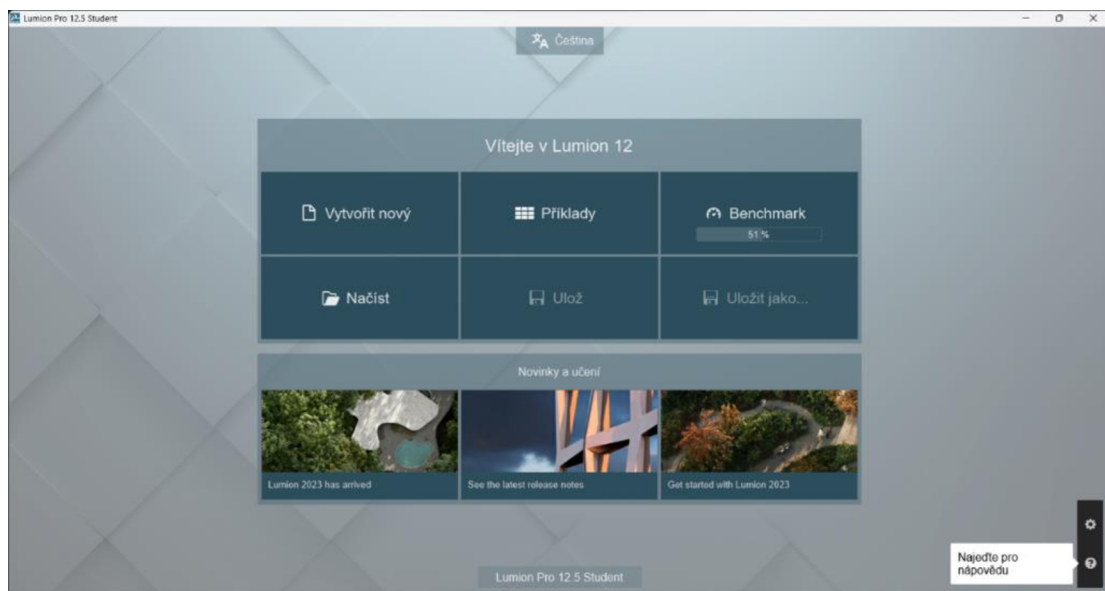 Lumion Pro 12.5 Student
Čeština
Vítejte v Lumion 12
Vytvořit nový
Příklady
Benchmark
51 %
Načíst
Ulož
Uložit jako...
Novinky a učení
Lumion 2023 has arrived
See the latest release notes
Get started with Lumion 2023
Najeďte pro
nápovědu
Lumion Pro 12.5 Student